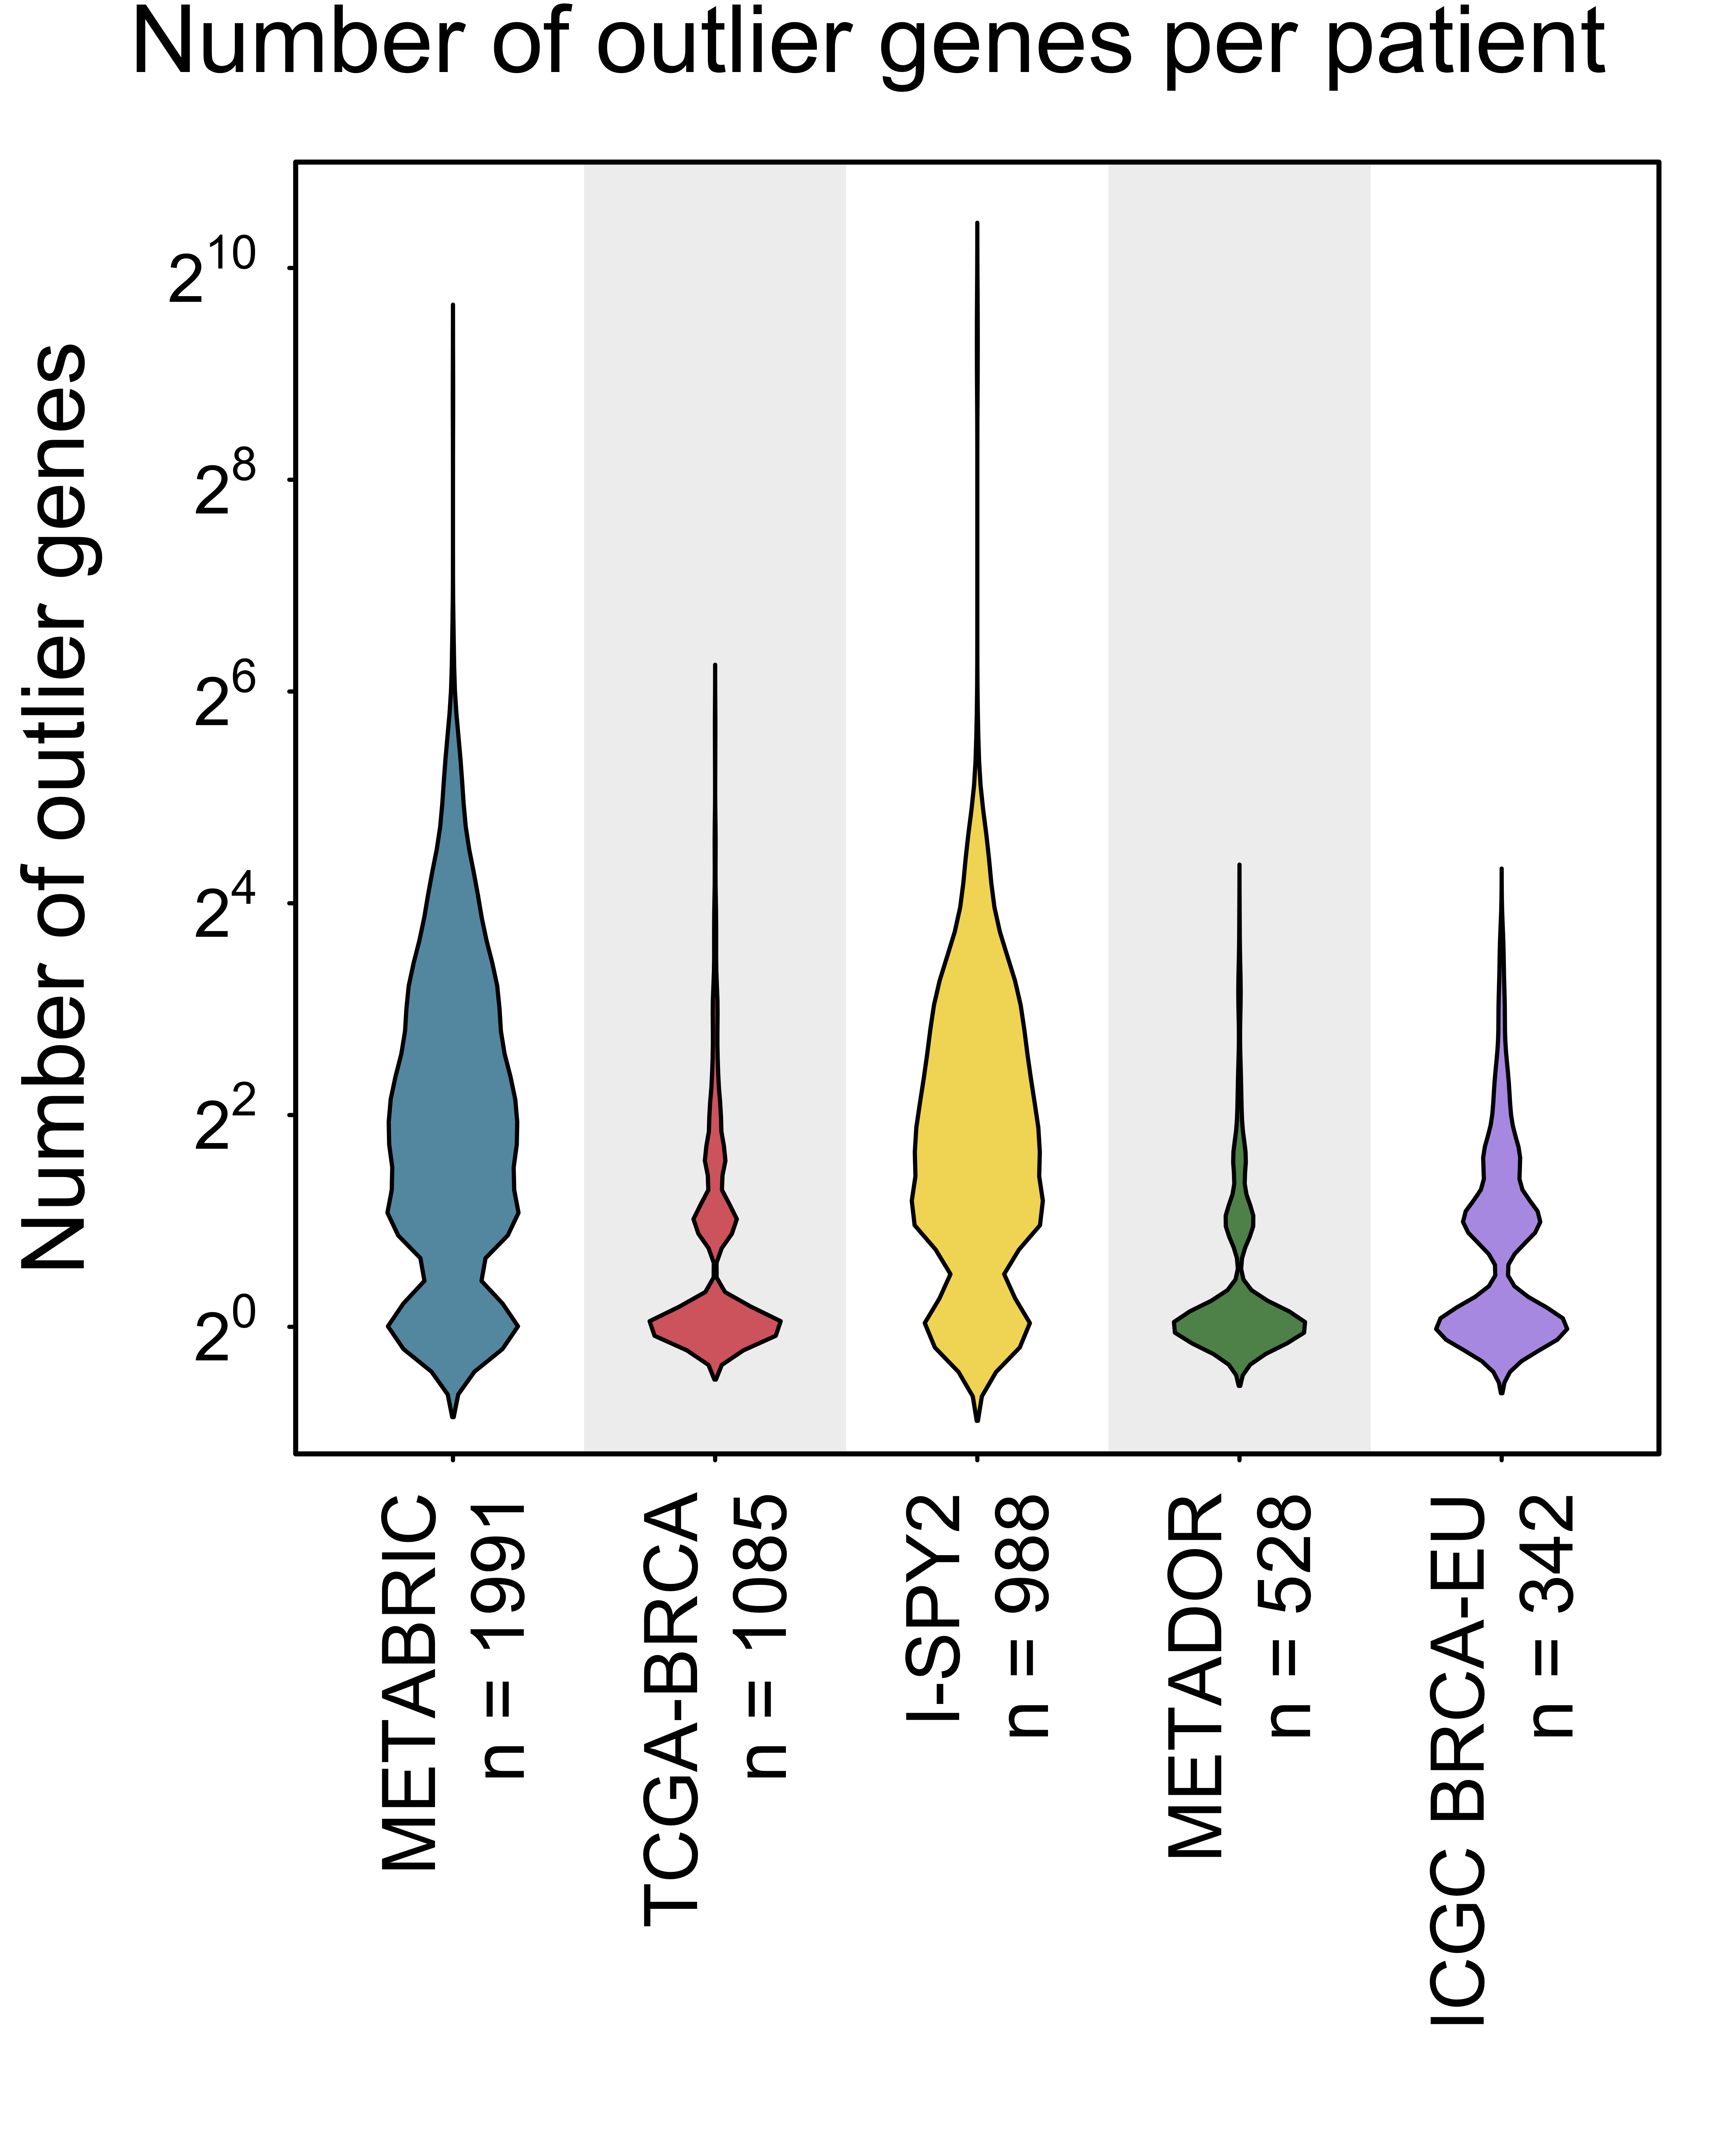 Number of outlier genes per patient
Number of outlier genes
2^10
2^8
2^6
2^4
2^2
2^0
METABRIC
n = 1991
TCGA-BRCA
n = 1085
I-SPY2
n = 988
METADOR
n = 528
ICGC BRCA-EU
n = 342